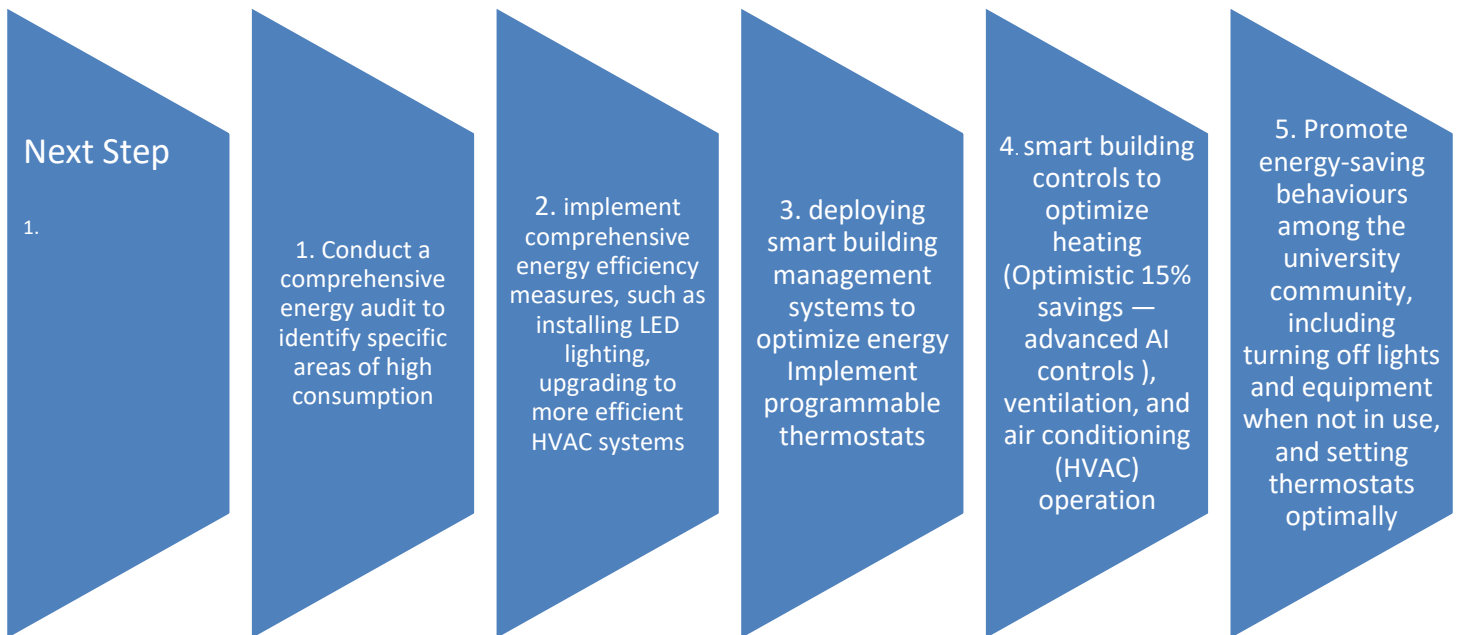 Next Step
1.
1. Conduct a
comprehensive
energy audit to
identify specific
areas of high
consumption
2. implement
comprehensive
energy efficiency
measures, such as
installing LED
lighting,
upgrading to
more efficient
HVAC systems
3. deploying
smart building
management
systems to
optimize energy
Implement
programmable
thermostats
4. smart building
controls to
optimize
heating
(Optimistic 15%
savings —
advanced AI
controls ),
ventilation, and
air conditioning
(HVAC)
operation
5. Promote
energy-saving
behaviours
among the
university
community,
including
turning off lights
and equipment
when not in use,
and setting
thermostats
optimally